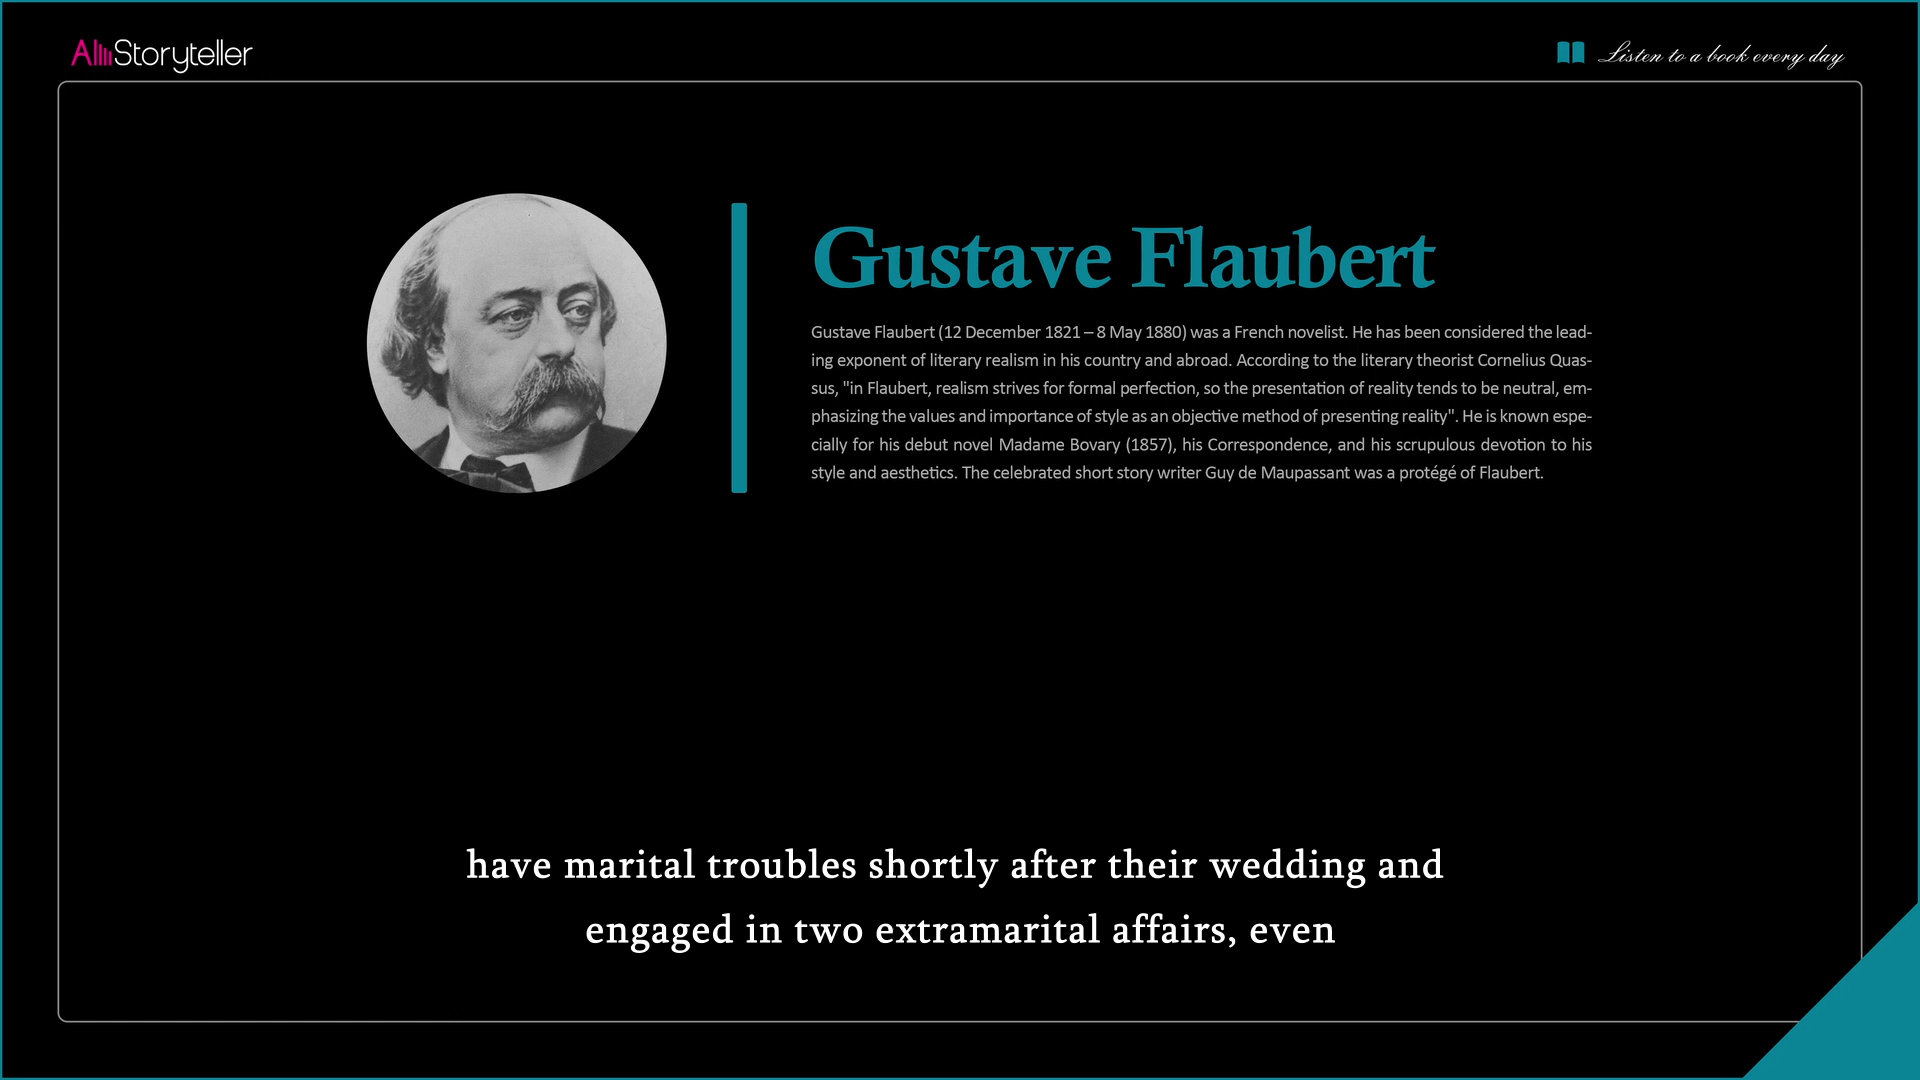 AllStoryteller
Listen to a book every day
Gustave Flaubert
Gustave Flaubert (12 December 1821 – 8 May 1880) was a French novelist. He has been considered the lead-
ing exponent of literary realism in his country and abroad. According to the literary theorist Cornelius Quas-
sus, "in Flaubert, realism strives for formal perfection, so the presentation of reality tends to be neutral, em-
phasizing the values and importance of style as an objective method of presenting reality". He is known espe-
cially for his debut novel Madame Bovary (1857), his Correspondence, and his scrupulous devotion to his
style and aesthetics. The celebrated short story writer Guy de Maupassant was a protégé of Flaubert.
have marital troubles shortly after their wedding and
engaged in two extramarital affairs, even